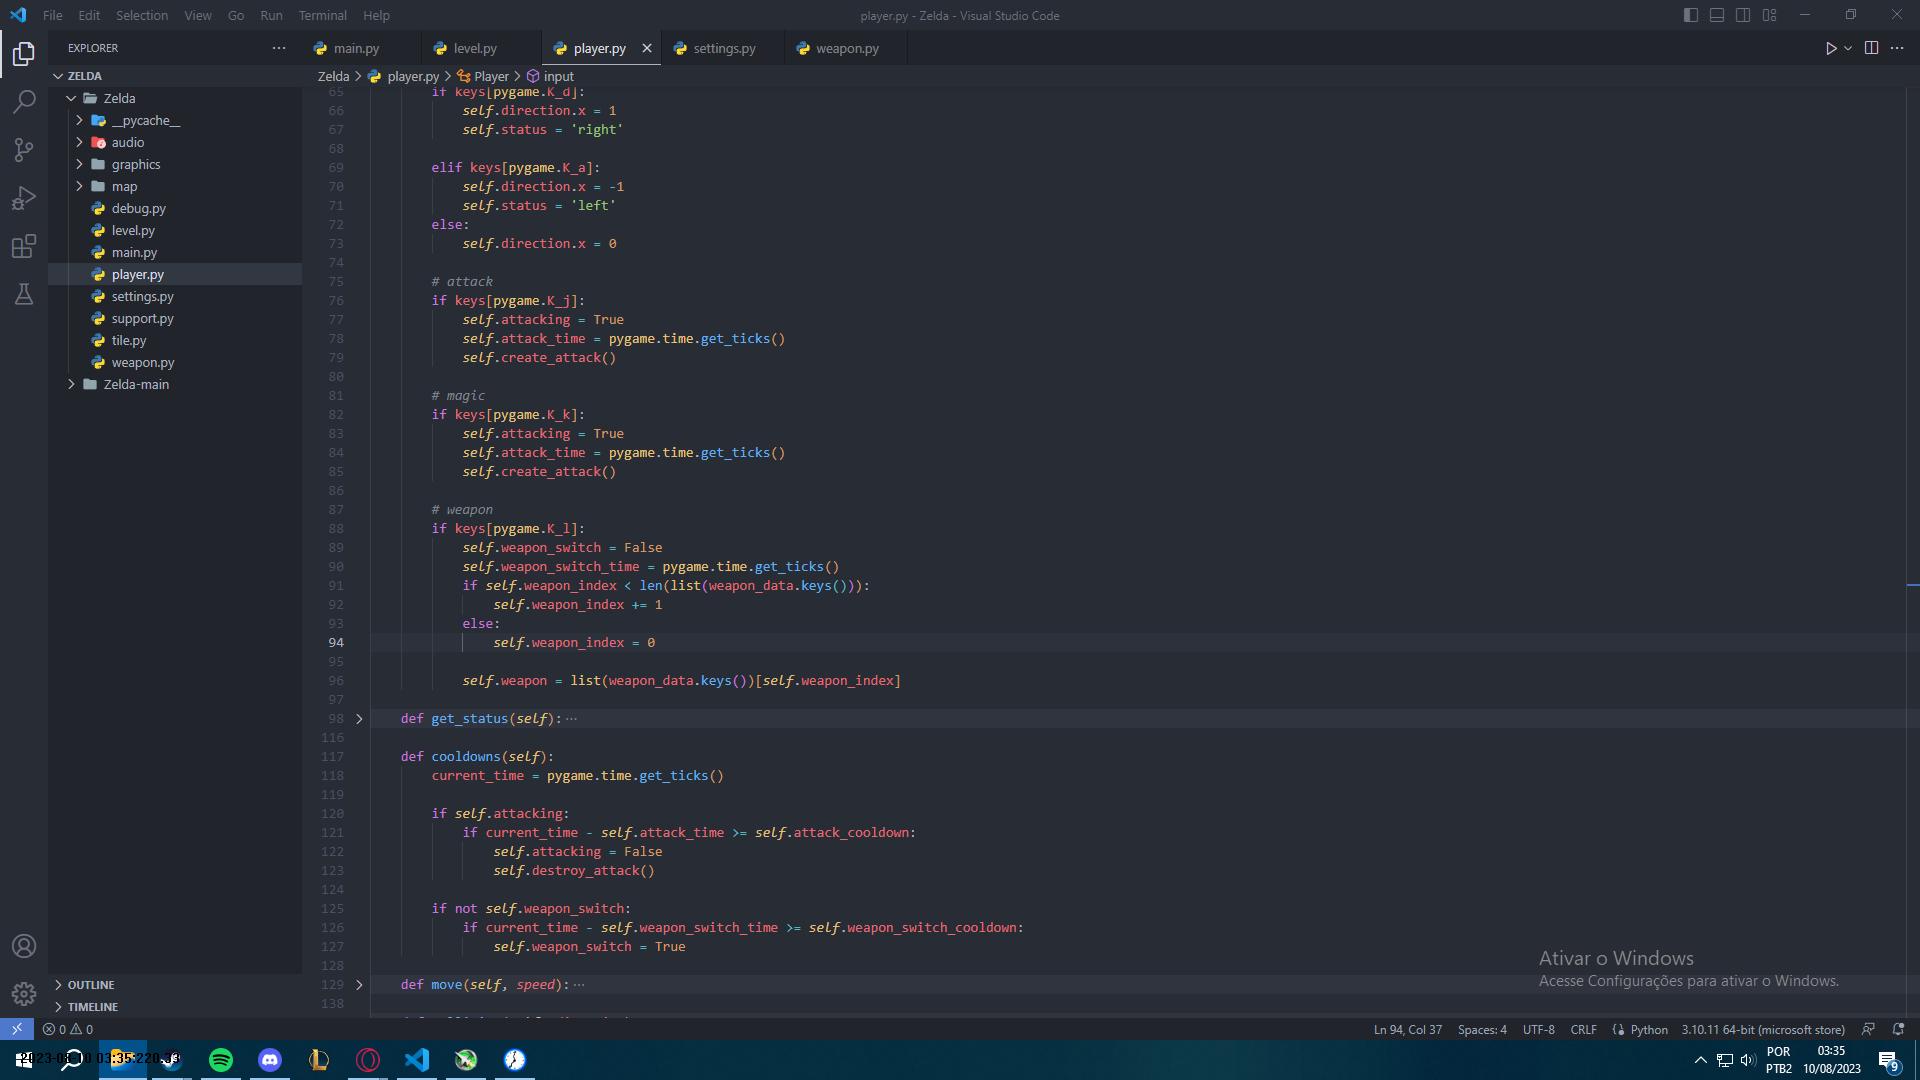 File Edit Selection View Go Run Terminal Help
player.py - Zelda - Visual Studio Code
EXPLORER
main.py level.py player.py settings.py weapon.py
ZELDA
Zelda > player.py > Player > input
Zelda
__pycache__
audio
graphics
map
debug.py
level.py
main.py
player.py
settings.py
support.py
tile.py
weapon.py
Zelda-main
OUTLINE
TIMELINE
65 if keys[pygame.K_d]:
66 self.direction.x = 1
67 self.status = 'right'
68
69 elif keys[pygame.K_a]:
70 self.direction.x = -1
71 self.status = 'left'
72 else:
73 self.direction.x = 0
74
75 # attack
76 if keys[pygame.K_j]:
77 self.attacking = True
78 self.attack_time = pygame.time.get_ticks()
79 self.create_attack()
80
81 # magic
82 if keys[pygame.K_k]:
83 self.attacking = True
84 self.attack_time = pygame.time.get_ticks()
85 self.create_attack()
86
87 # weapon
88 if keys[pygame.K_l]:
89 self.weapon_switch = False
90 self.weapon_switch_time = pygame.time.get_ticks()
91 if self.weapon_index < len(list(weapon_data.keys())):
92 self.weapon_index += 1
93 else:
94 self.weapon_index = 0
95
96 self.weapon = list(weapon_data.keys())[self.weapon_index]
97
98 def get_status(self):
116
117 def cooldowns(self):
118 current_time = pygame.time.get_ticks()
119
120 if self.attacking:
121 if current_time - self.attack_time >= self.attack_cooldown:
122 self.attacking = False
123 self.destroy_attack()
124
125 if not self.weapon_switch:
126 if current_time - self.weapon_switch_time >= self.weapon_switch_cooldown:
127 self.weapon_switch = True
128
129 def move(self, speed):
138
Ativar o Windows
Acesse Configurações para ativar o Windows.
0 0
Ln 94, Col 37 Spaces: 4 UTF-8 CRLF Python 3.10.11 64-bit (microsoft store)
POR
PTB2
03:35
10/08/2023
9